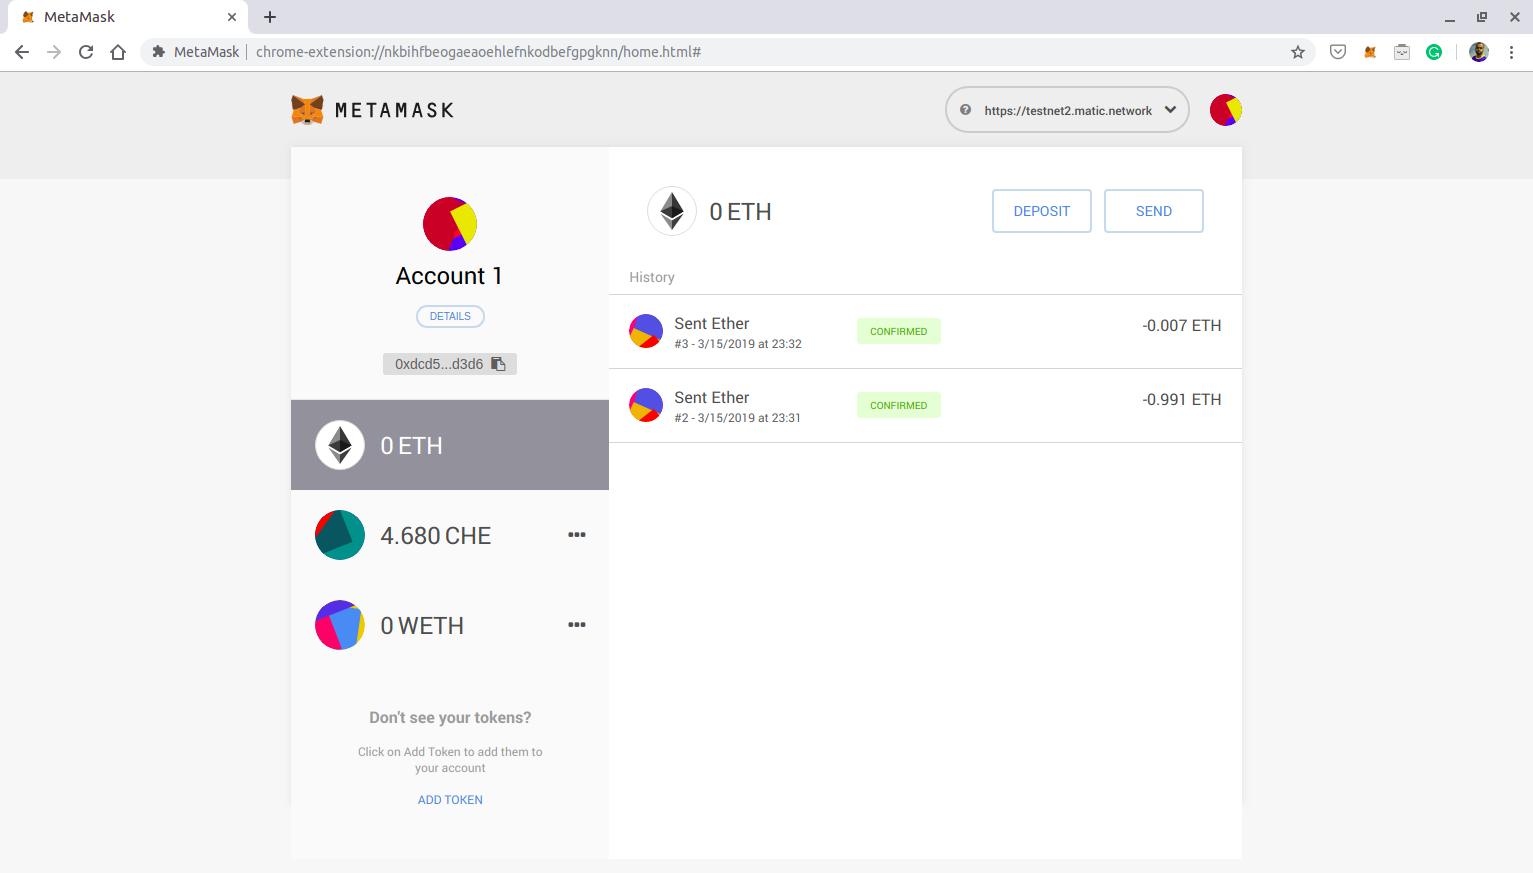 MetaMask
MetaMask chrome-extension://nkbihfbeogaeaoehlefnkodbefgpgknn/home.html#
METAMASK
https://testnet2.matic.network
Account 1
DETAILS
0xdcd5...d3d6
0 ETH
4.680 CHE
0 WETH
Don't see your tokens?
Click on Add Token to add them to
your account
ADD TOKEN
0 ETH
DEPOSIT
SEND
History
Sent Ether
#3 - 3/15/2019 at 23:32
CONFIRMED
-0.007 ETH
Sent Ether
#2 - 3/15/2019 at 23:31
CONFIRMED
-0.991 ETH